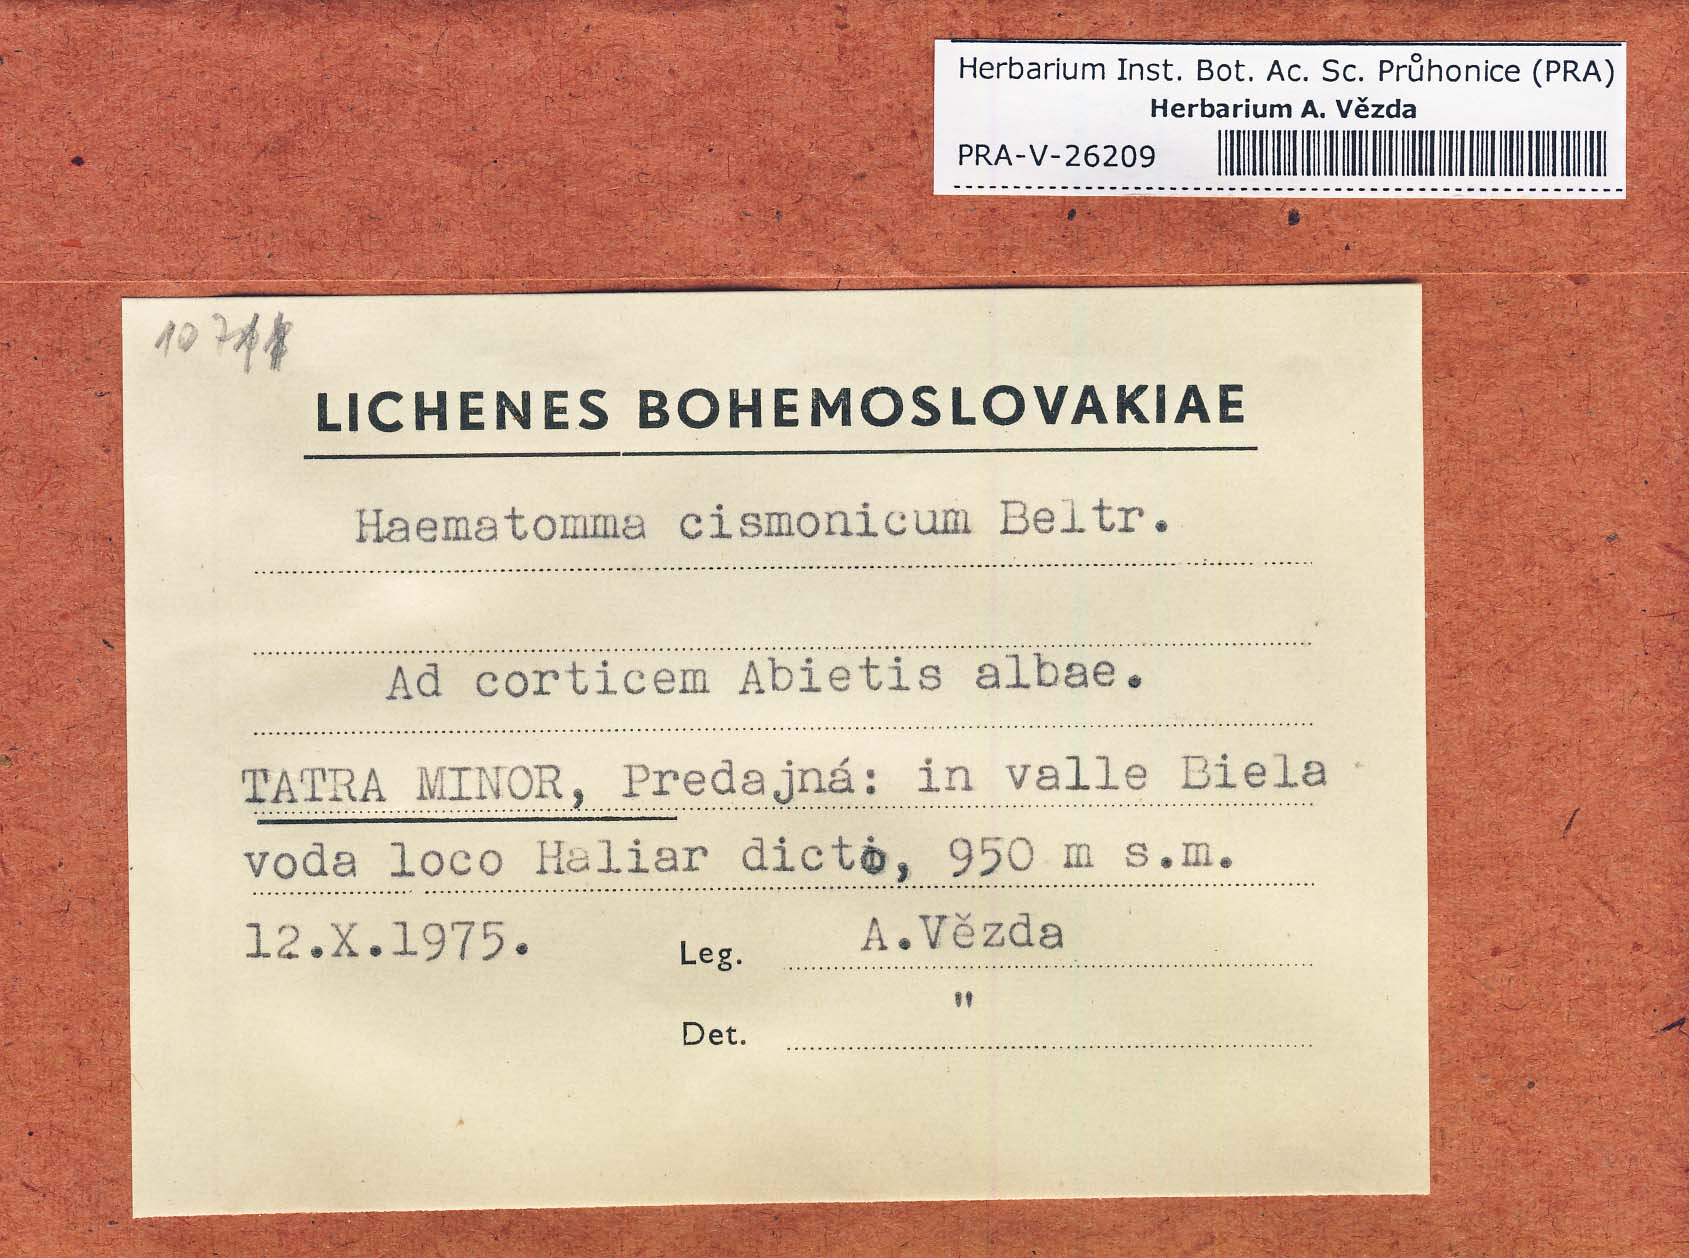 Herbarium Inst. Bot. Ac. Sc. Průhonice (PRA)
Herbarium A. Vězda
PRA-V-26209
LICHENES BOHEMOSLOVAKIAE
Haematomma cismonicum Beltr.
Ad corticem Abietis albae.
TATRA MINOR, Predajná: in valle Biela
voda loco Haliar dicto, 950 m s.m.
12.X.1975. Leg. A.Vězda
Det. "